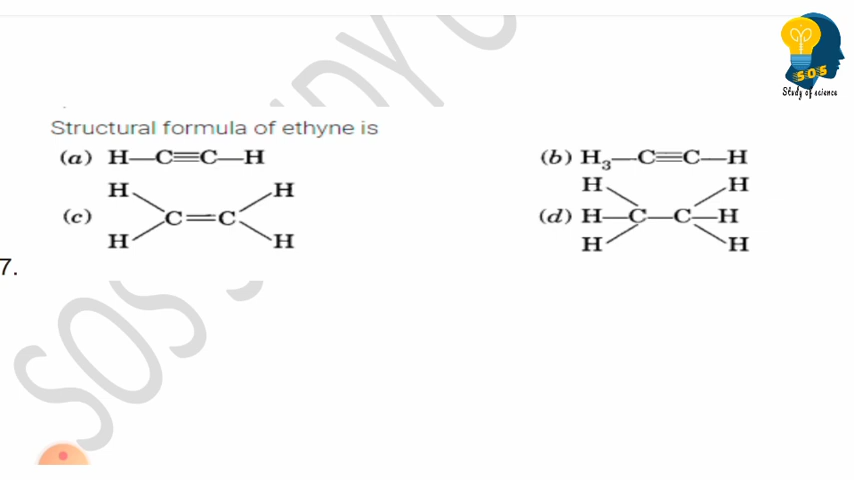 S.O.S
Study of science
Structural formula of ethyne is
(a) H—C≡C—H
(b) H₃—C≡C—H
(c) H H C=C H H
(d) H H H—C—C—H H H
7.
SOS